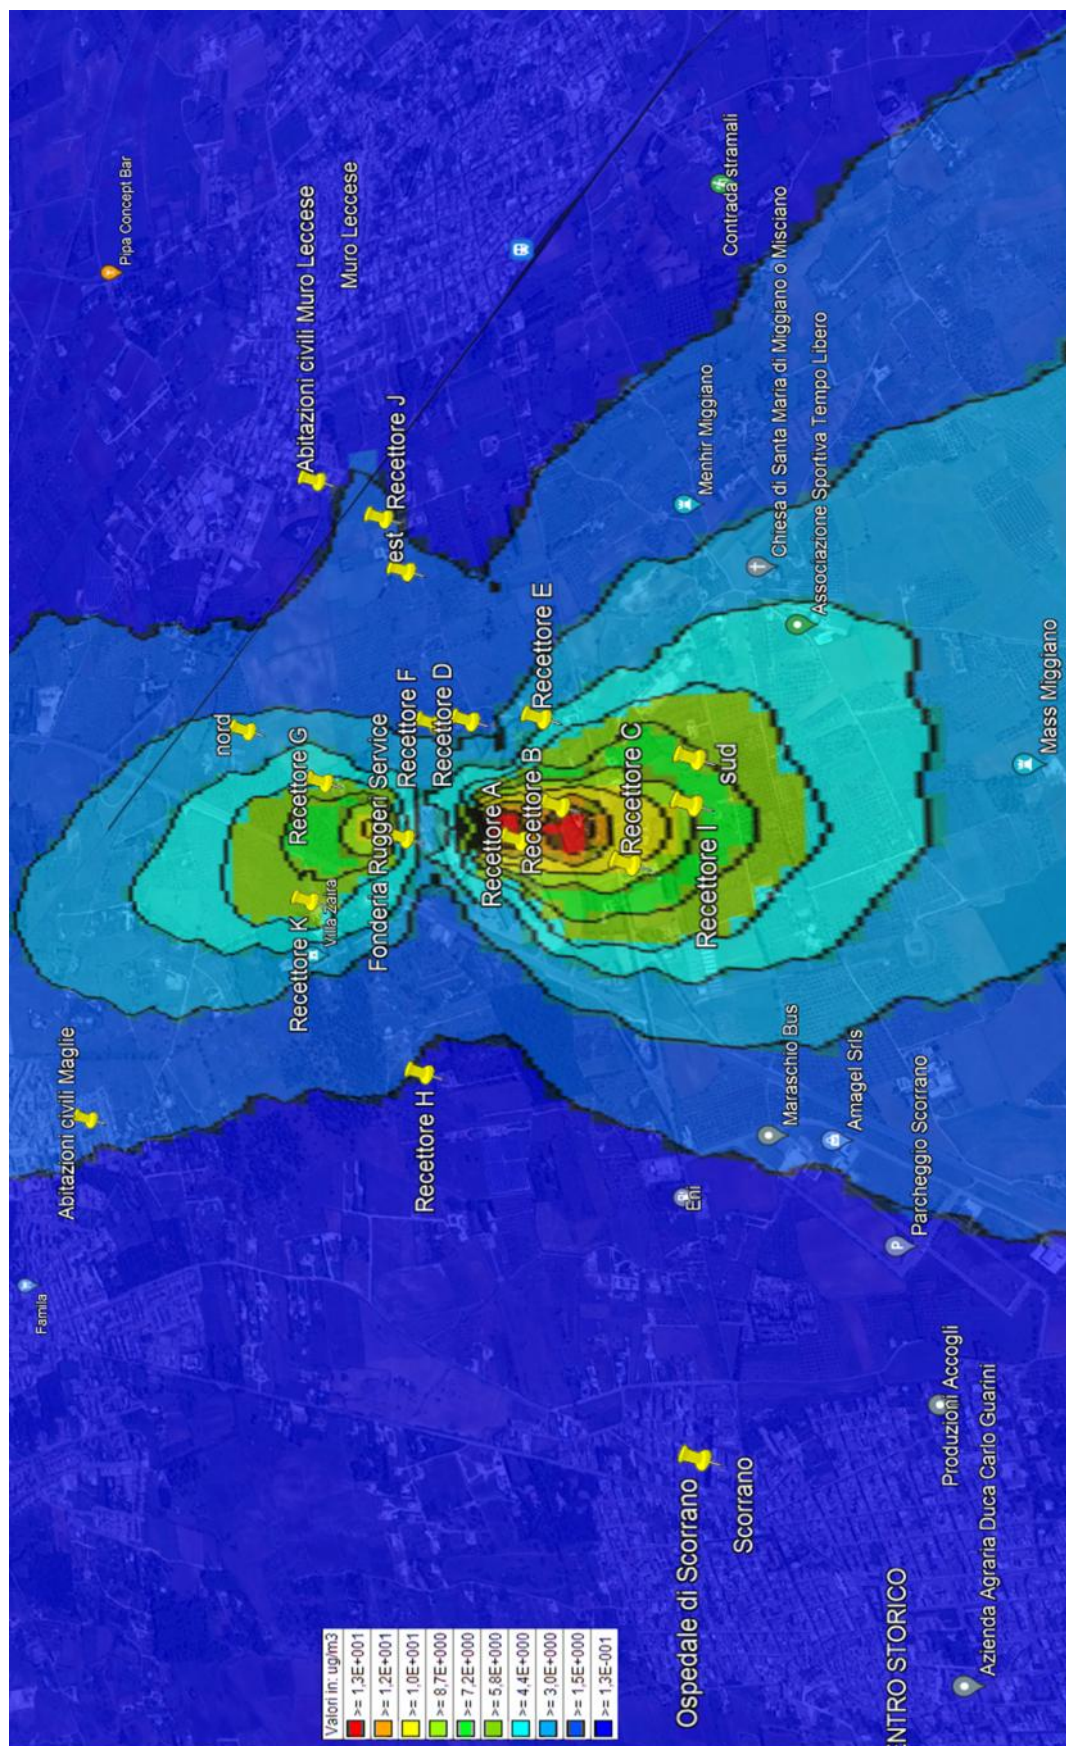 Famila
Abitazioni civili Maglie
Pipa Concept Bar
nord
Recettore K
Villa Zaira
Recettore G
Abitazioni civili Muro Leccese
Muro Leccese
Fonderia Ruggeri Service
Recettore F
est
Recettore J
Recettore H
Recettore D
Recettore A
Recettore B
Recettore E
Recettore C
Recettore I
sud
Eni
Menhir Miggiano
Contrada stramali
Maraschio Bus
Chiesa di Santa Maria di Miggiano o Misciano
Amagel Srls
Associazione Sportiva Tempo Libero
Parcheggio Scorrano
Mass Miggiano
Ospedale di Scorrano
Scorrano
Produzioni Accogli
ENTRO STORICO
Azienda Agraria Duca Carlo Guarini
Valori in: ug/m3
>= 1,3E+001
>= 1,2E+001
>= 1,0E+001
>= 8,7E+000
>= 7,2E+000
>= 5,8E+000
>= 4,4E+000
>= 3,0E+000
>= 1,5E+000
>= 1,3E-001